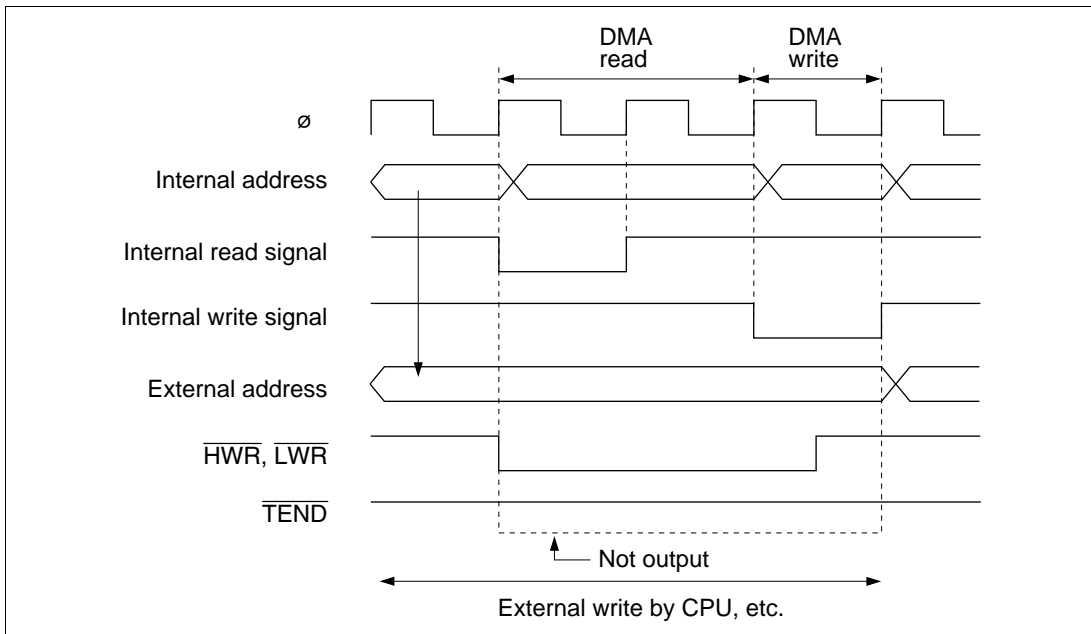 DMA
read
DMA
write
ø
Internal address
Internal read signal
Internal write signal
External address
HWR, LWR
TEND
Not output
External write by CPU, etc.